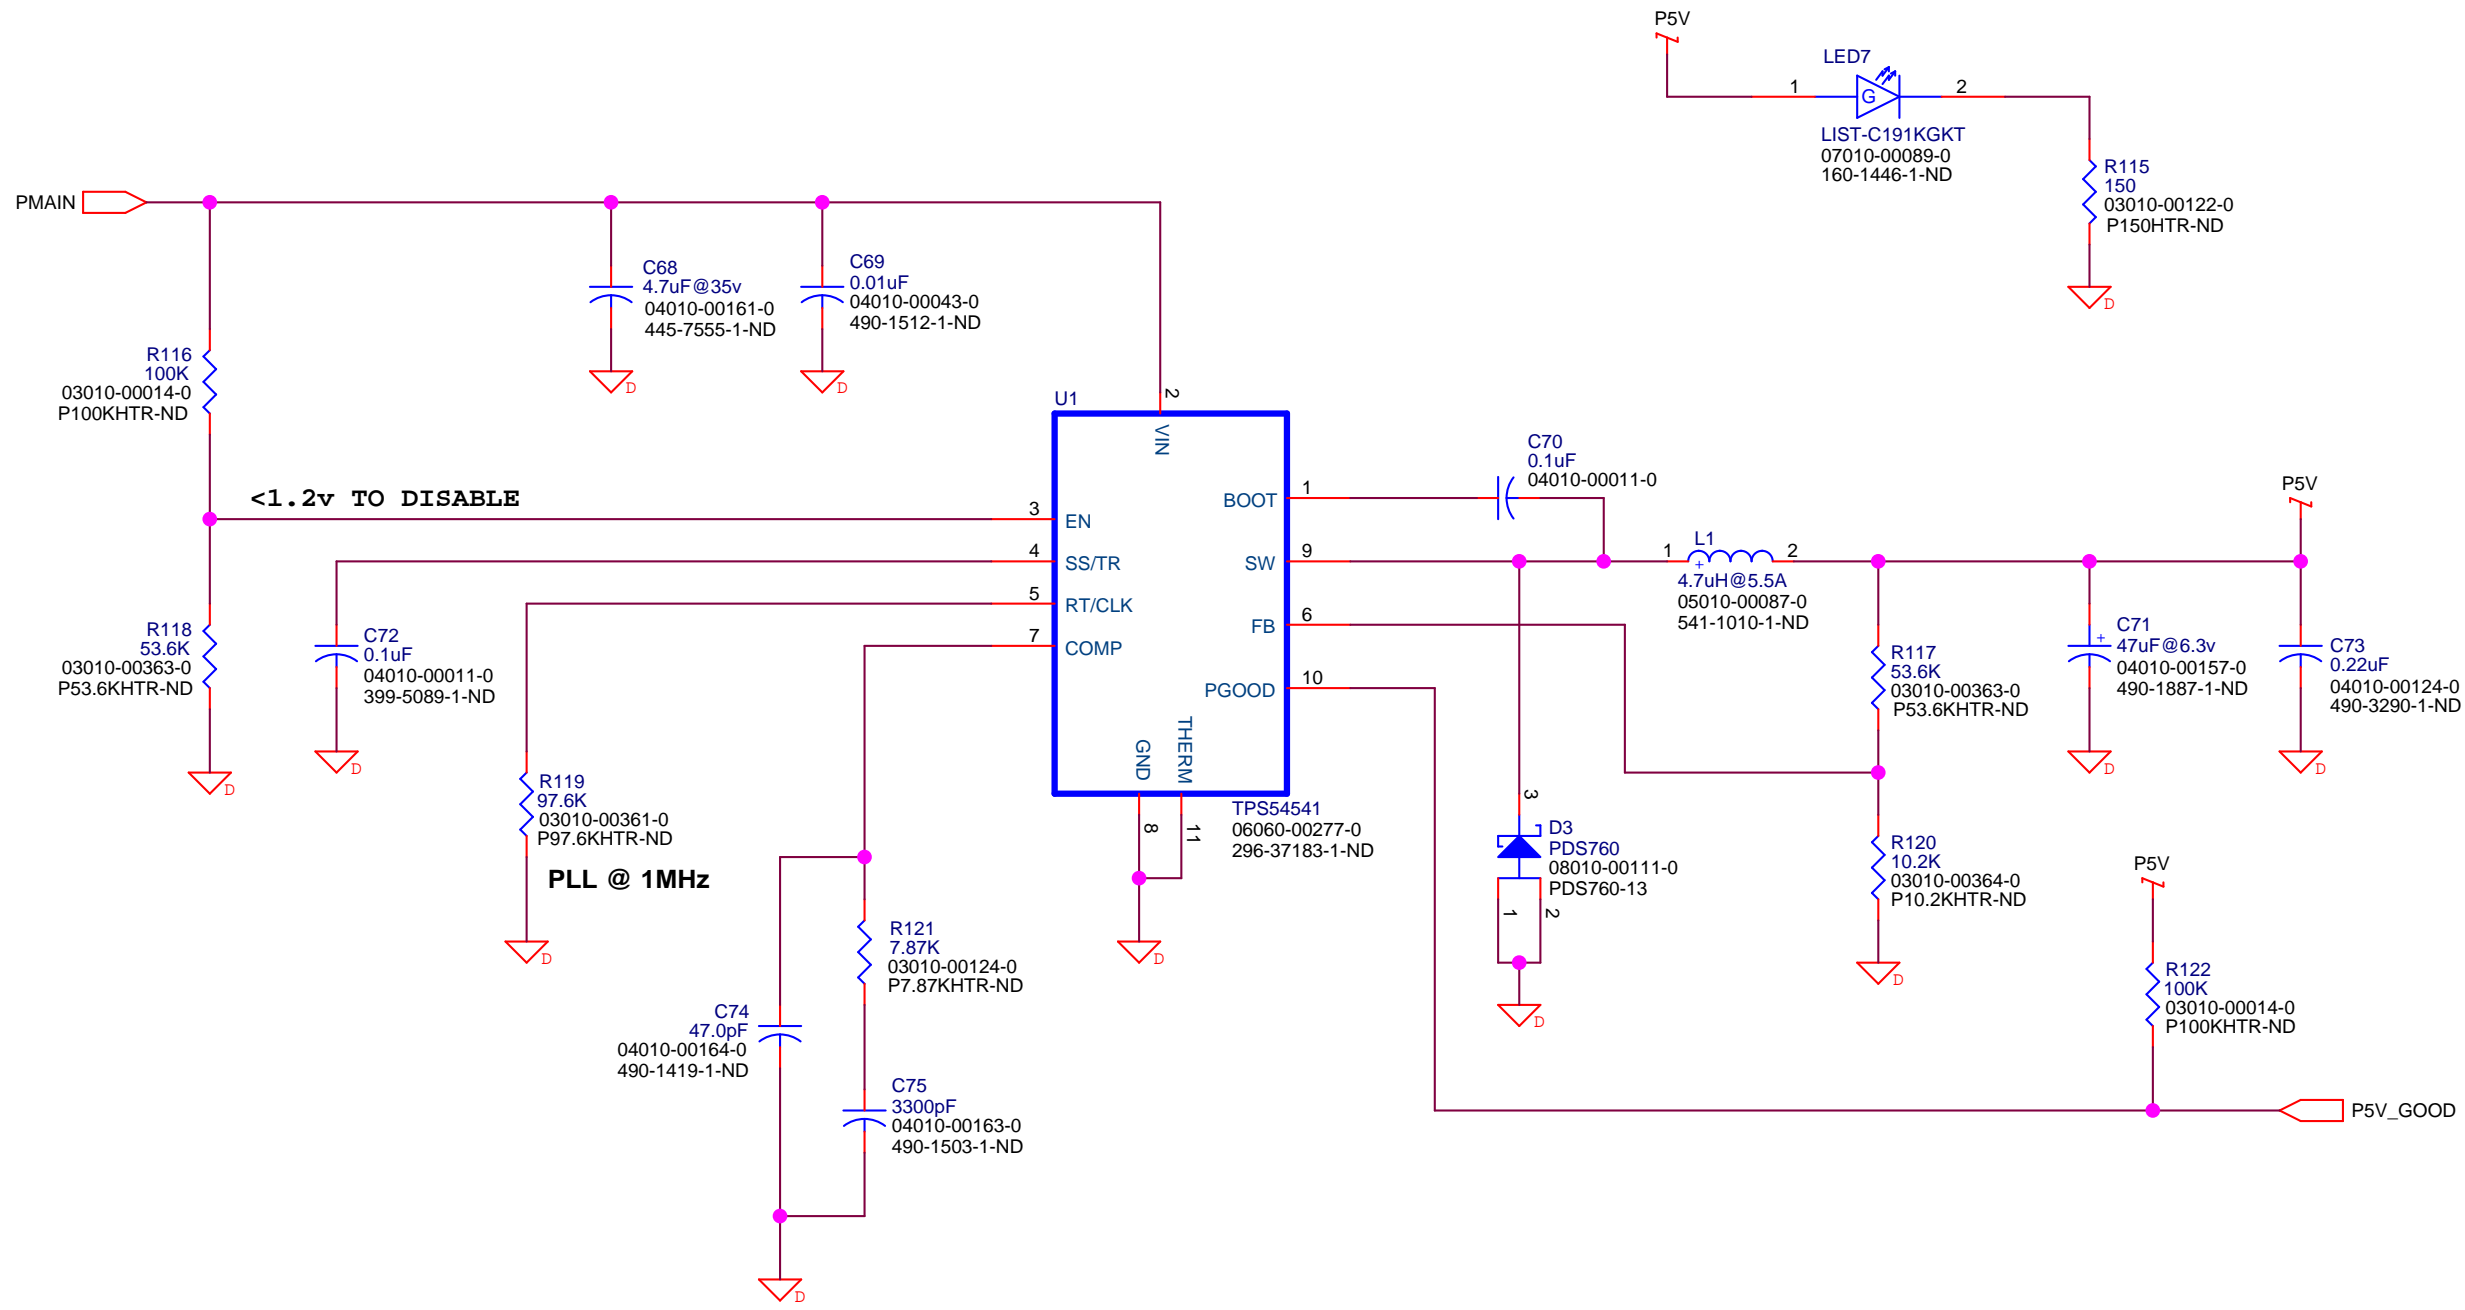 P5V
LED7
1
2
G
LIST-C191KGKT
07010-00089-0
160-1446-1-ND
R115
150
03010-00122-0
P150HTR-ND
D
PMAIN
C68
4.7uF@35v
04010-00161-0
445-7555-1-ND
D
C69
0.01uF
04010-00043-0
490-1512-1-ND
D
R116
100K
03010-00014-0
P100KHTR-ND
<1.2v TO DISABLE
R118
53.6K
03010-00363-0
P53.6KHTR-ND
D
C72
0.1uF
04010-00011-0
399-5089-1-ND
D
R119
97.6K
03010-00361-0
P97.6KHTR-ND
PLL @ 1MHz
D
U1
2
VIN
3
EN
4
SS/TR
5
RT/CLK
7
COMP
1
BOOT
9
SW
6
FB
10
PGOOD
GND
THERM
8
11
D
TPS54541
06060-00277-0
296-37183-1-ND
R121
7.87K
03010-00124-0
P7.87KHTR-ND
C74
47.0pF
04010-00164-0
490-1419-1-ND
C75
3300pF
04010-00163-0
490-1503-1-ND
D
C70
0.1uF
04010-00011-0
L1
1
2
+
4.7uH@5.5A
05010-00087-0
541-1010-1-ND
3
D3
PDS760
08010-00111-0
PDS760-13
1
2
D
R117
53.6K
03010-00363-0
P53.6KHTR-ND
R120
10.2K
03010-00364-0
P10.2KHTR-ND
D
P5V
C71
+
47uF@6.3v
04010-00157-0
490-1887-1-ND
D
C73
0.22uF
04010-00124-0
490-3290-1-ND
D
P5V
R122
100K
03010-00014-0
P100KHTR-ND
P5V_GOOD